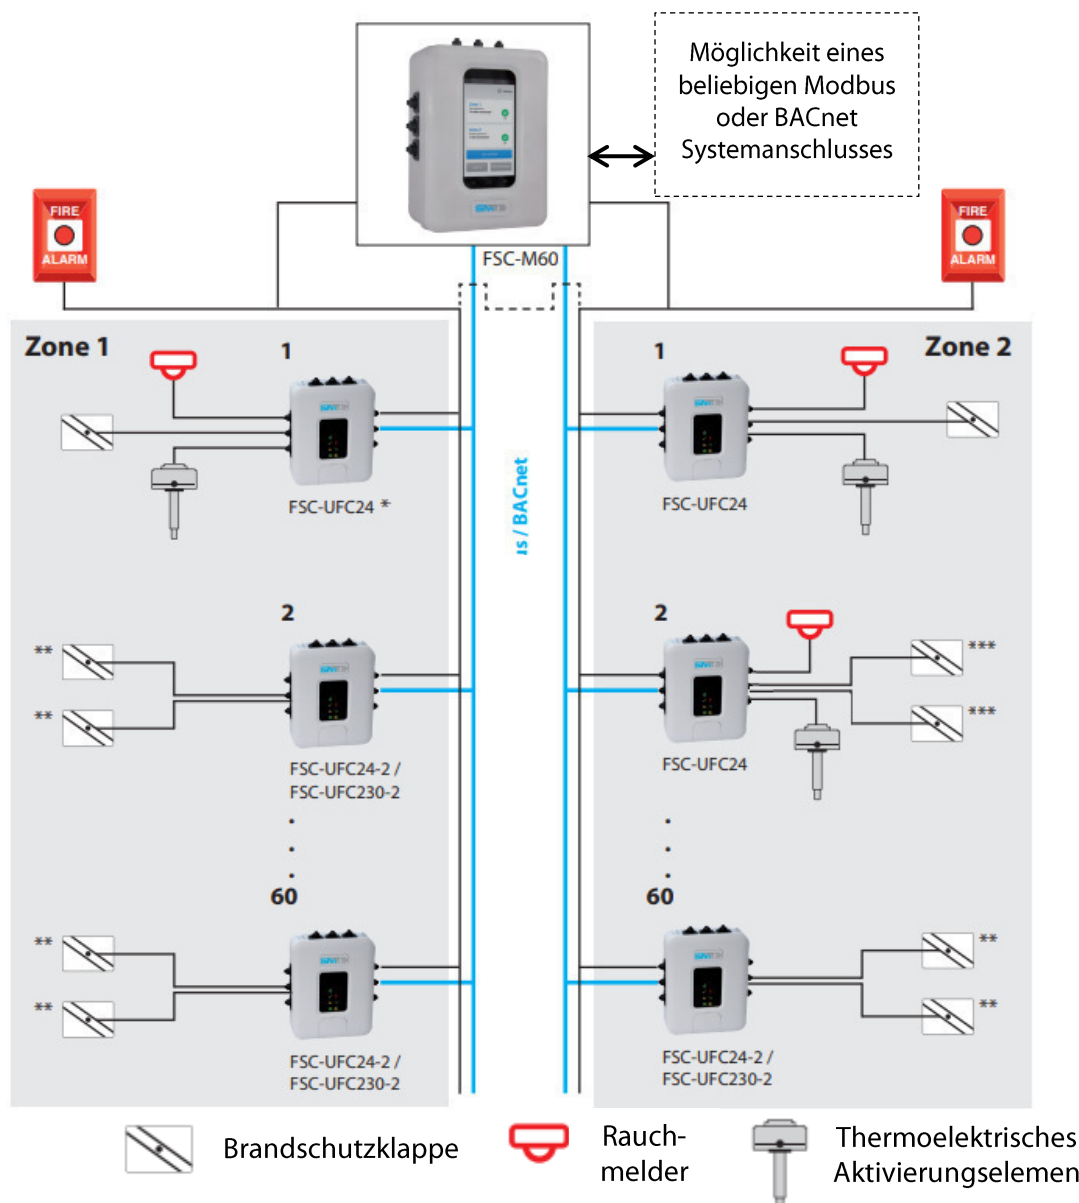 Möglichkeit eines
beliebigen Modbus
oder BACnet
Systemanschlusses
FIRE
ALARM
FIRE
ALARM
FSC-M60
Zone 1
Zone 2
1
1
FSC-UFC24 *
FSC-UFC24
us / BACnet
2
2
**
**
***
***
FSC-UFC24-2 /
FSC-UFC230-2
FSC-UFC24
60
60
**
**
**
**
FSC-UFC24-2 /
FSC-UFC230-2
FSC-UFC24-2 /
FSC-UFC230-2
Brandschutzklappe
Rauch-
melder
Thermoelektrisches
Aktivierungselemen